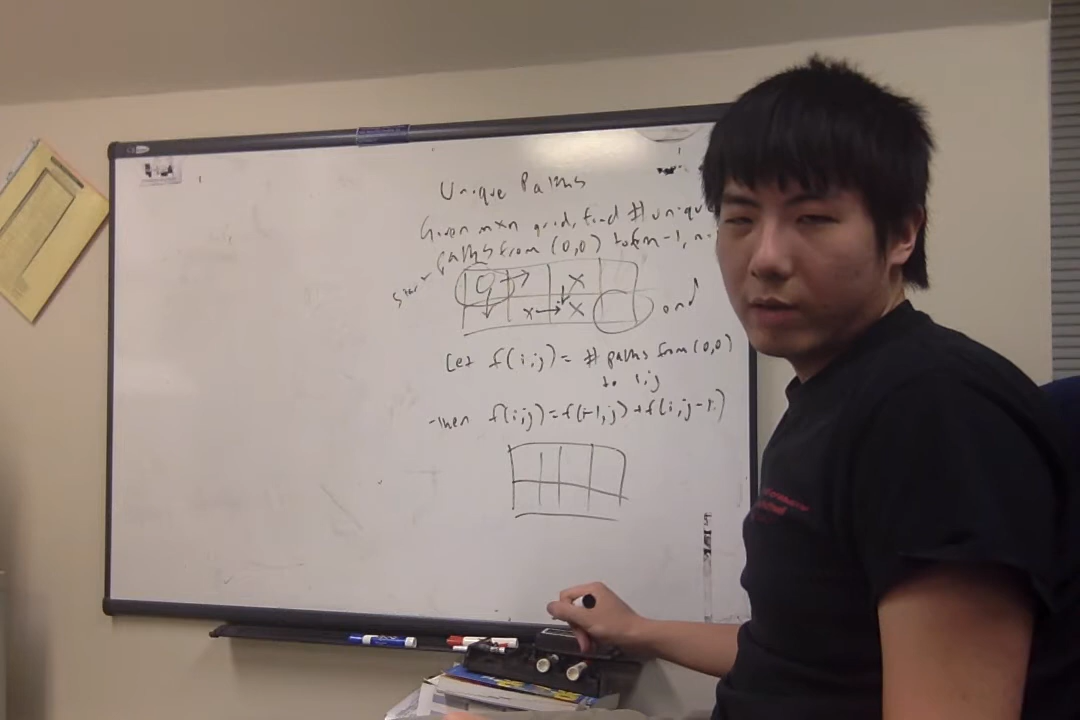 Unique Paths
Given mxn grid, find # unique
paths from (0,0) to (m-1, n-1
start
x
x x
end
Let f(i,j) = # paths from (0,0)
to i,j
then f(i,j)=f(i-1,j)+f(i,j-1)